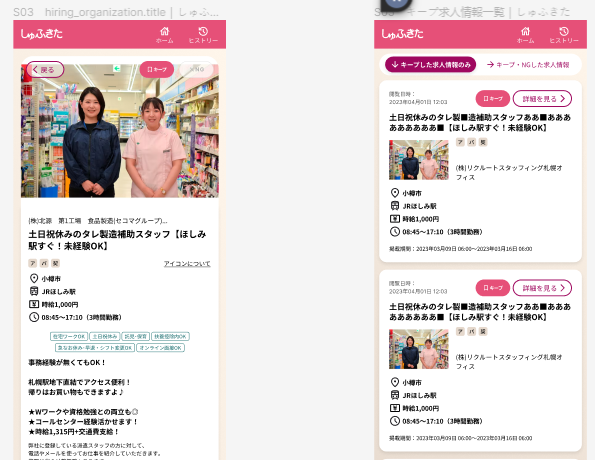 S03 hiring_organization.title | しゅふ...
しゅふきた
ホーム
ヒストリー
戻る
キープ
NG
(株)北源 第1工場 食品製造(セコマグループ)...
土日祝休みのタレ製造補助スタッフ【ほしみ
駅すぐ！未経験OK】
ア パ 契
アイコンについて
小樽市
JRほしみ駅
時給1,000円
08:45〜17:10（3時間勤務）
在宅ワークOK
土日祝休み
扶養控除内OK
急なお休み･早退・シフト変更OK
オンライン面接OK
事務経験が無くてもOK！
札幌駅地下直結でアクセス便利！
帰りはお買い物もできますよ♪
★Wワークや資格勉強との両立も◎
★コールセンター経験活かせます！
★時給1,315円+交通費支給！
弊社に登録している派遣スタッフの方に対して、
電話やメールを使ってお仕事を紹介していただきます。
キープ求人情報一覧 | しゅふきた
しゅふきた
ホーム
ヒストリー
キープした求人情報のみ
キープ・NGした求人情報
閲覧日時：
2023年04月01日 12:03
キープ
詳細を見る
土日祝休みのタレ製■造補助スタッフああ■あああ
ああああああ■【ほしみ駅すぐ！未経験OK】
ア パ 契
(株)リクルートスタッフィング札幌オ
フィス
小樽市
JRほしみ駅
時給1,000円
08:45〜17:10（3時間勤務）
掲載期間：2023年03月09日 06:00〜2023年03月16日 06:00
閲覧日時：
2023年04月01日 12:03
キープ
詳細を見る
土日祝休みのタレ製■造補助スタッフああ■あああ
ああああああ■【ほしみ駅すぐ！未経験OK】
ア パ 契
(株)リクルートスタッフィング札幌オ
フィス
小樽市
JRほしみ駅
時給1,000円
08:45〜17:10（3時間勤務）
掲載期間：2023年03月09日 06:00〜2023年03月16日 06:00